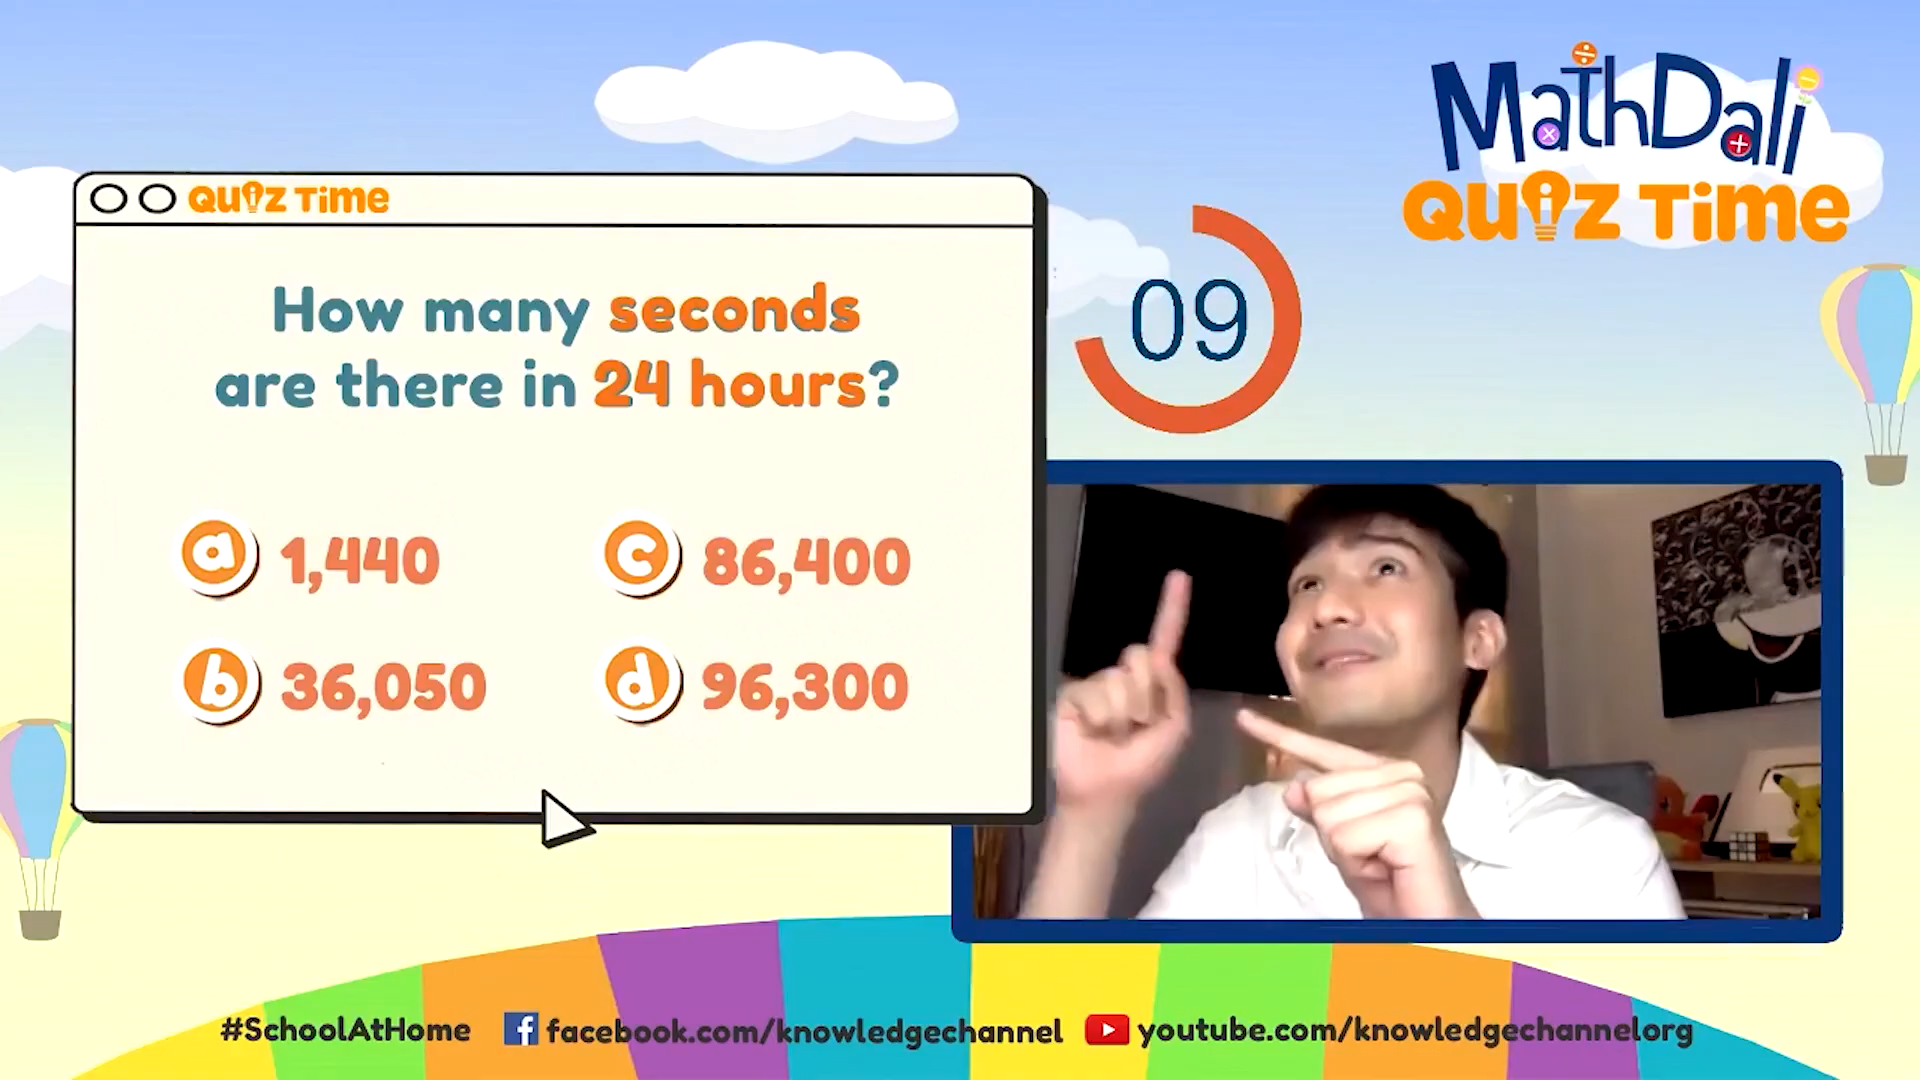 MathDali
QUIZ TIME
QUIZ TIME
How many seconds
are there in 24 hours?
09
a 1,440
c 86,400
b 36,050
d 96,300
#SchoolAtHome facebook.com/knowledgechannel youtube.com/knowledgechannelorg